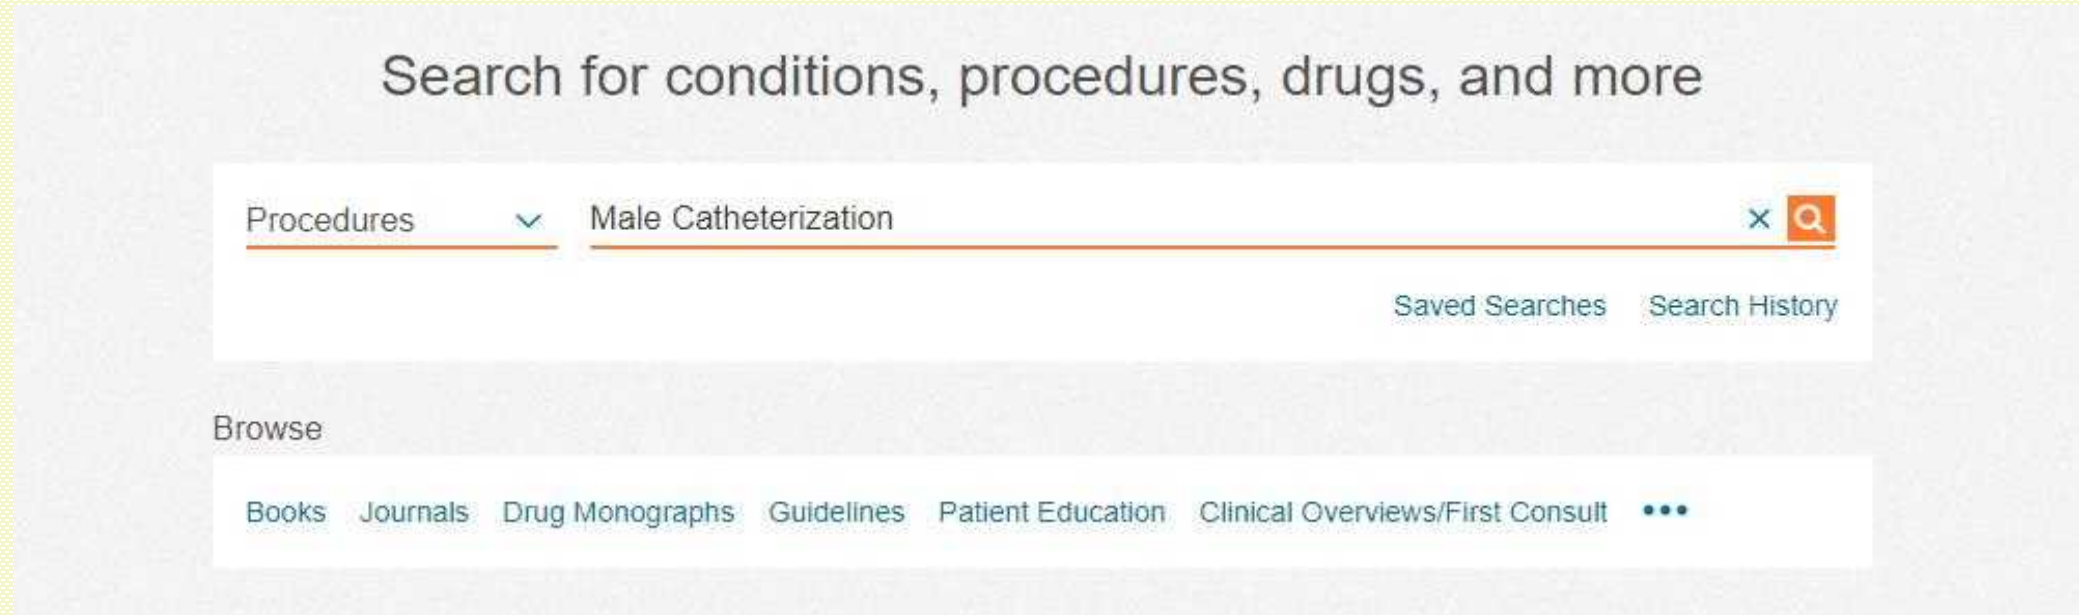 Search for conditions, procedures, drugs, and more
Procedures Male Catheterization
Saved Searches Search History
Browse
Books Journals Drug Monographs Guidelines Patient Education Clinical Overviews/First Consult •••